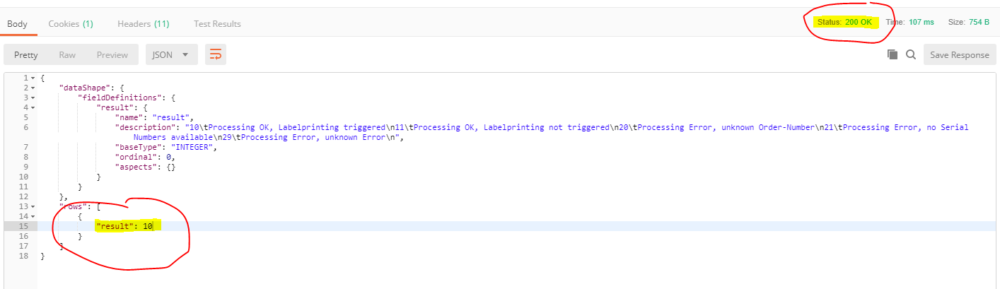 Body Cookies (1) Headers (11) Test Results Status: 200 OK Time: 107 ms Size: 754 B
Pretty Raw Preview JSON Save Response
1 {
2 "dataShape": {
3 "fieldDefinitions": {
4 "result": {
5 "name": "result",
6 "description": "10\tProcessing OK, Labelprinting triggered\n11\tProcessing OK, Labelprinting not triggered\n20\tProcessing Error, unknown Order-Number\n21\tProcessing Error, no Serial
Numbers available\n29\tProcessing Error, unknown Error\n",
7 "baseType": "INTEGER",
8 "ordinal": 0,
9 "aspects": {}
10 }
11 }
12 },
13 "rows": [
14 {
15 "result": 10
16 }
17 ]
18 }